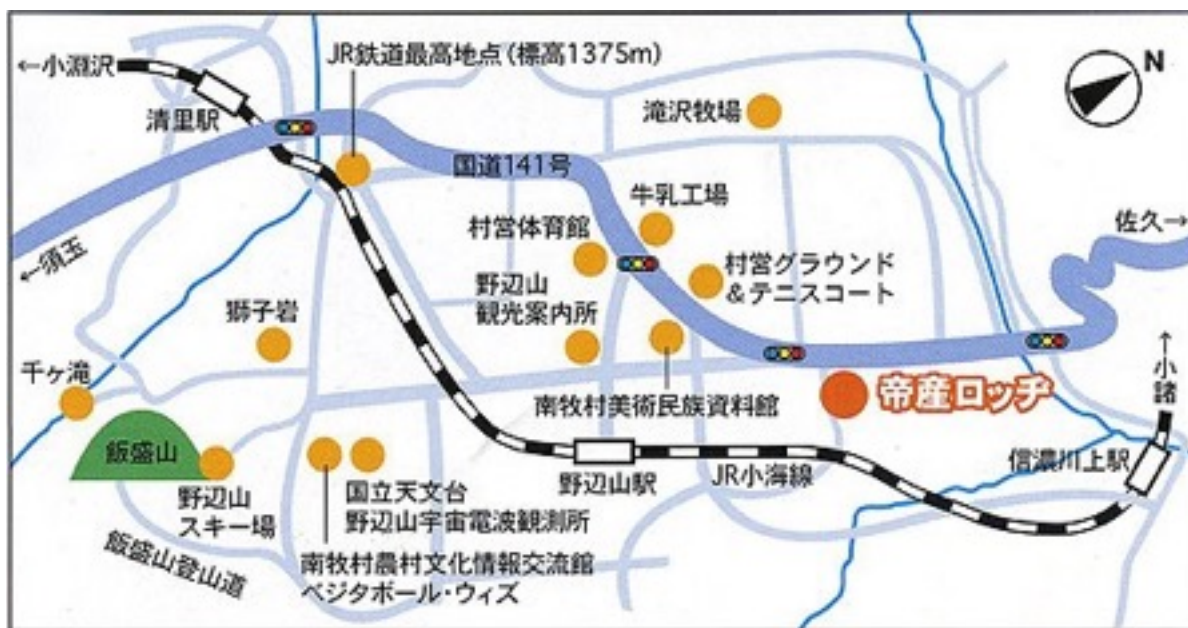 JR鉄道最高地点(標高1375m)
N
←小淵沢
清里駅
滝沢牧場
国道141号
牛乳工場
村営体育館
佐久→
←須玉
村営グラウンド
&テニスコート
野辺山
観光案内所
獅子岩
千ヶ滝
↑小諸
帝産ロッヂ
南牧村美術民族資料館
飯盛山
信濃川上駅
野辺山駅
JR小海線
野辺山
スキー場
国立天文台
野辺山宇宙電波観測所
飯盛山登山道
南牧村農村文化情報交流館
ベジタボール・ウィズ